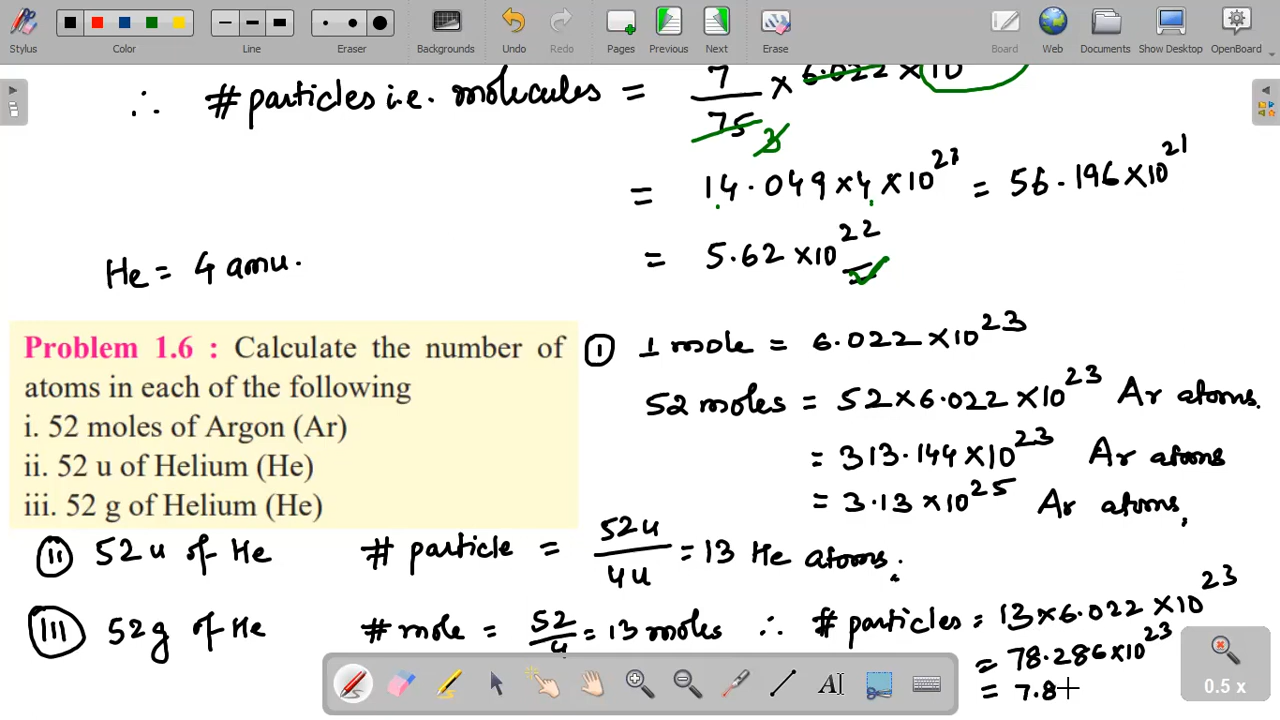 Stylus Color Line Eraser Backgrounds Undo Redo Pages Previous Next Erase Board Web Documents Show Desktop OpenBoard
∴ # particles i.e. molecules = 7/75 × 6.022 × 10
= 14.049 × 4 × 10^21 = 56.196 × 10^21
= 5.62 × 10^22
He = 4 amu.
Problem 1.6 : Calculate the number of
atoms in each of the following
i. 52 moles of Argon (Ar)
ii. 52 u of Helium (He)
iii. 52 g of Helium (He)
① 1 mole = 6.022 × 10^23
52 moles = 52 × 6.022 × 10^23 Ar atoms.
= 313.144 × 10^23 Ar atoms
= 3.13 × 10^25 Ar atoms,
(II) 52 u of He # particle = 52u/4u = 13 He atoms.
(III) 52g of He # mole = 52/4 = 13 moles ∴ # particles = 13 × 6.022 × 10^23
= 78.286 × 10^23
= 7.8
0.5 x